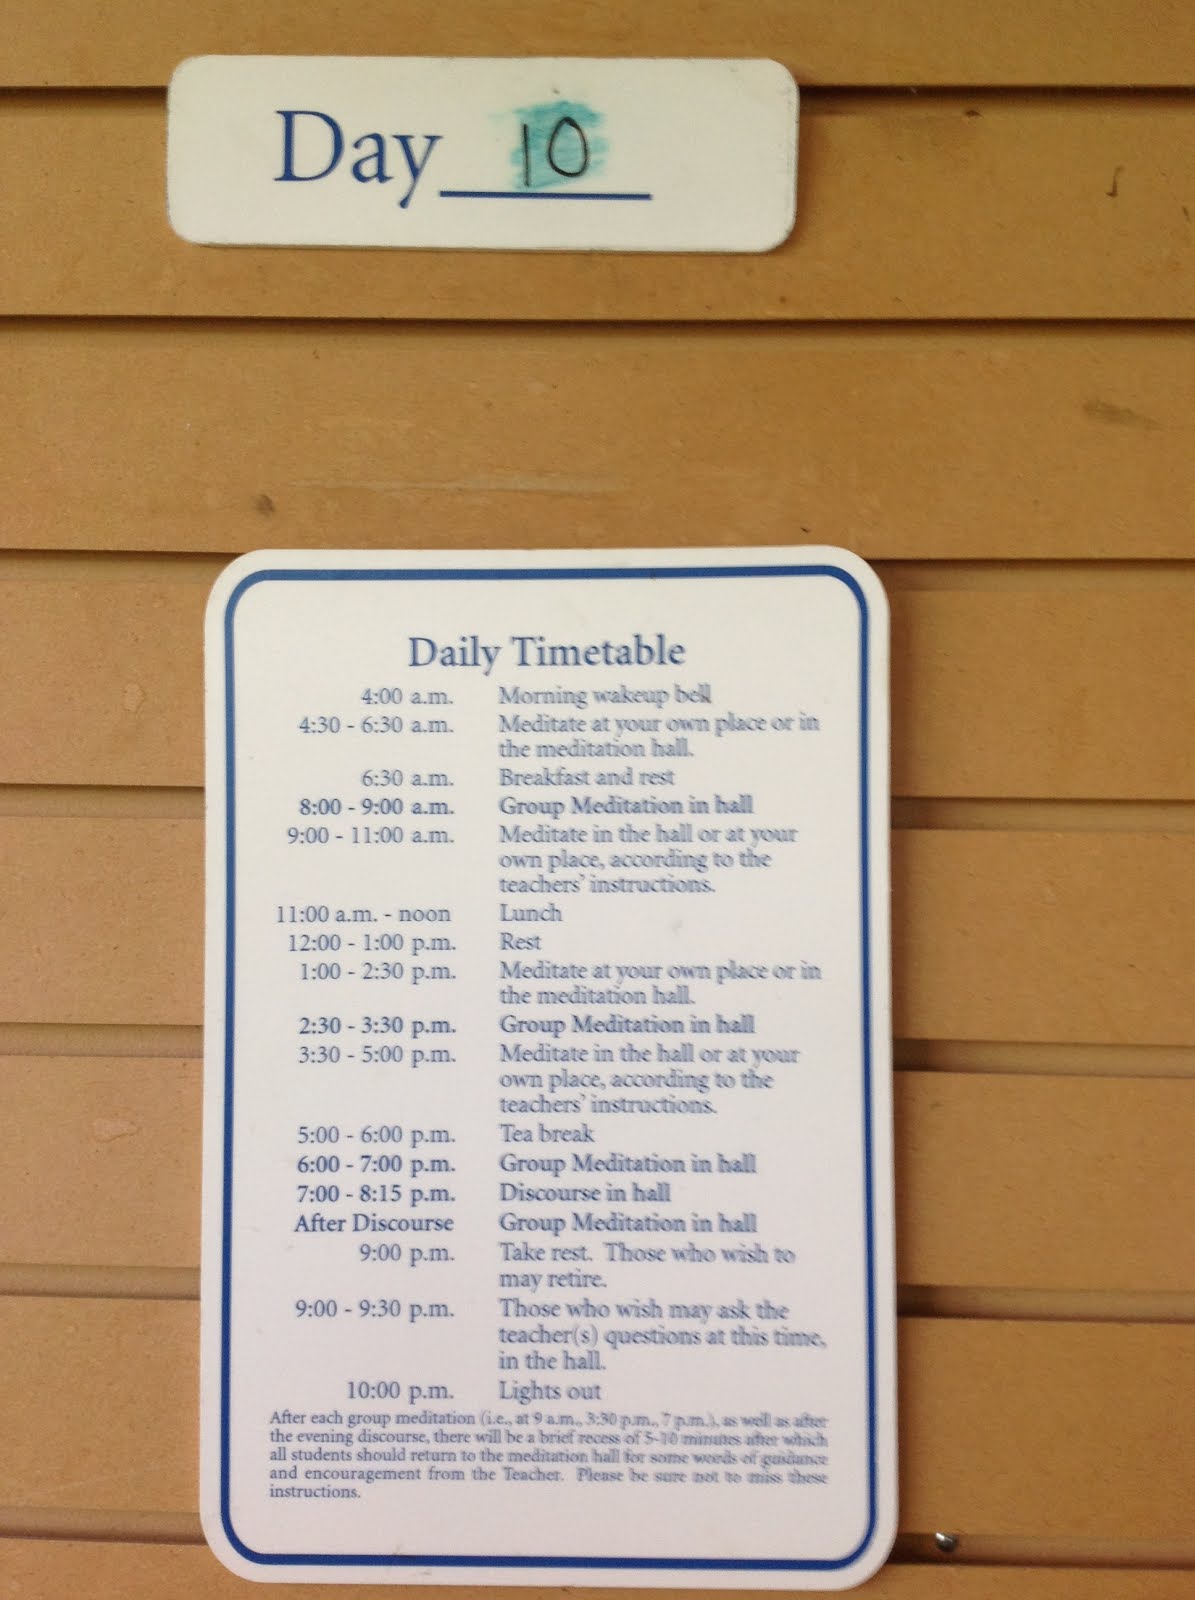 Day 10
Daily Timetable
4:00 a.m. Morning wakeup bell
4:30 - 6:30 a.m. Meditate at your own place or in
the meditation hall.
6:30 a.m. Breakfast and rest
8:00 - 9:00 a.m. Group Meditation in hall
9:00 - 11:00 a.m. Meditate in the hall or at your
own place, according to the
teachers' instructions.
11:00 a.m. - noon Lunch
12:00 - 1:00 p.m. Rest
1:00 - 2:30 p.m. Meditate at your own place or in
the meditation hall.
2:30 - 3:30 p.m. Group Meditation in hall
3:30 - 5:00 p.m. Meditate in the hall or at your
own place, according to the
teachers' instructions.
5:00 - 6:00 p.m. Tea break
6:00 - 7:00 p.m. Group Meditation in hall
7:00 - 8:15 p.m. Discourse in hall
After Discourse Group Meditation in hall
9:00 p.m. Take rest. Those who wish to
may retire.
9:00 - 9:30 p.m. Those who wish may ask the
teacher(s) questions at this time,
in the hall.
10:00 p.m. Lights out
After each group meditation (i.e., at 9 a.m., 3:30 p.m., 7 p.m.), as well as after
the evening discourse, there will be a brief recess of 5-10 minutes after which
all students should return to the meditation hall for some words of guidance
and encouragement from the Teacher. Please be sure not to miss these
instructions.